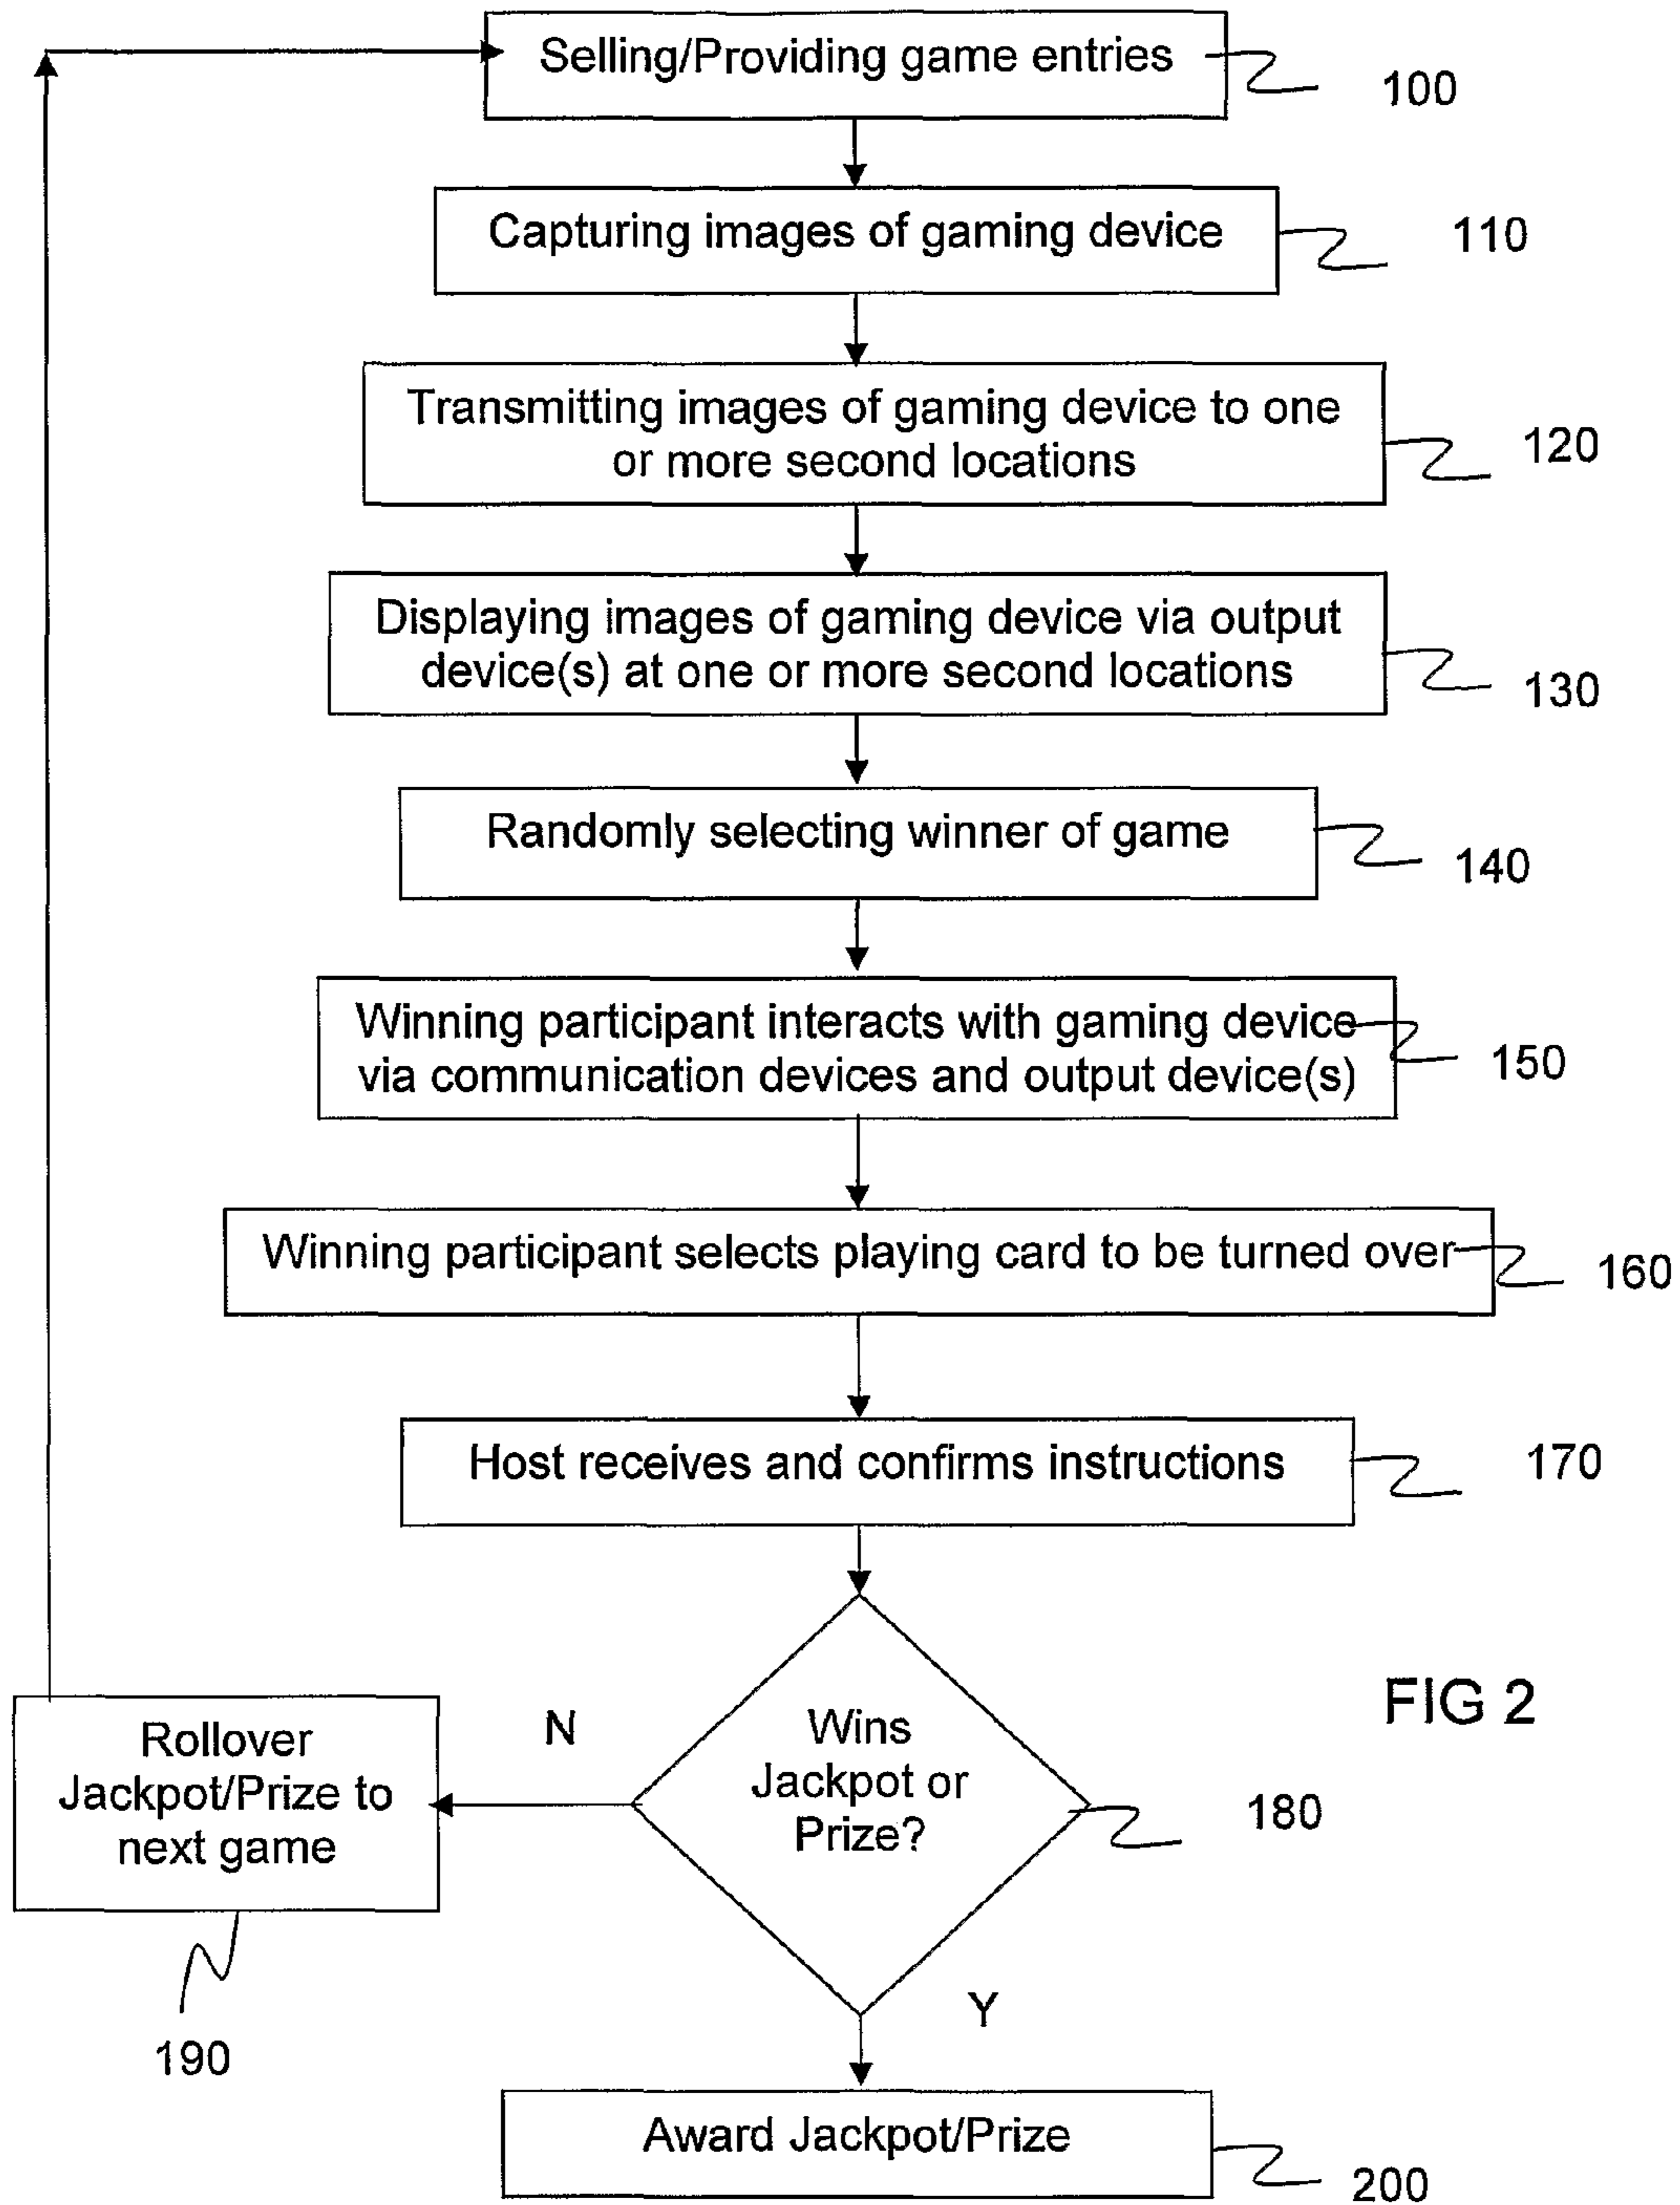 Selling/Providing game entries
100
Capturing images of gaming device
110
Transmitting images of gaming device to one
or more second locations
120
Displaying images of gaming device via output
device(s) at one or more second locations
130
Randomly selecting winner of game
140
Winning participant interacts with gaming device
via communication devices and output device(s)
150
Winning participant selects playing card to be turned over
160
Host receives and confirms instructions
170
Wins
Jackpot or
Prize?
180
N
Rollover
Jackpot/Prize to
next game
190
FIG 2
Y
Award Jackpot/Prize
200